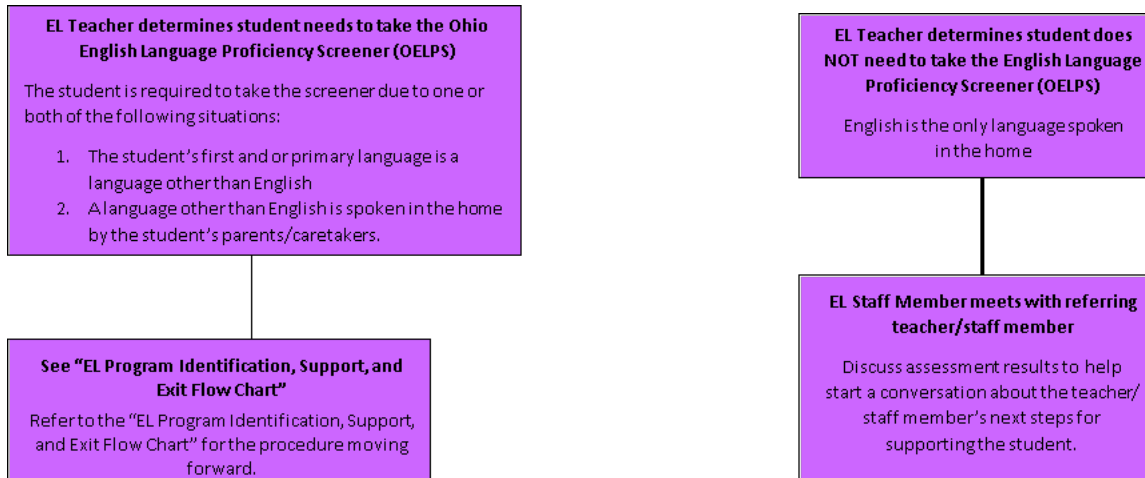 EL Teacher determines student needs to take the Ohio
English Language Proficiency Screener (OELPS)
The student is required to take the screener due to one or
both of the following situations:
1. The student's first and or primary language is a
language other than English
2. A language other than English is spoken in the home
by the student's parents/caretakers.
See "EL Program Identification, Support, and
Exit Flow Chart"
Refer to the "EL Program Identification, Support,
and Exit Flow Chart" for the procedure moving
forward.
EL Teacher determines student does
NOT need to take the English Language
Proficiency Screener (OELPS)
English is the only language spoken
in the home
EL Staff Member meets with referring
teacher/staff member
Discuss assessment results to help
start a conversation about the teacher/
staff member's next steps for
supporting the student.